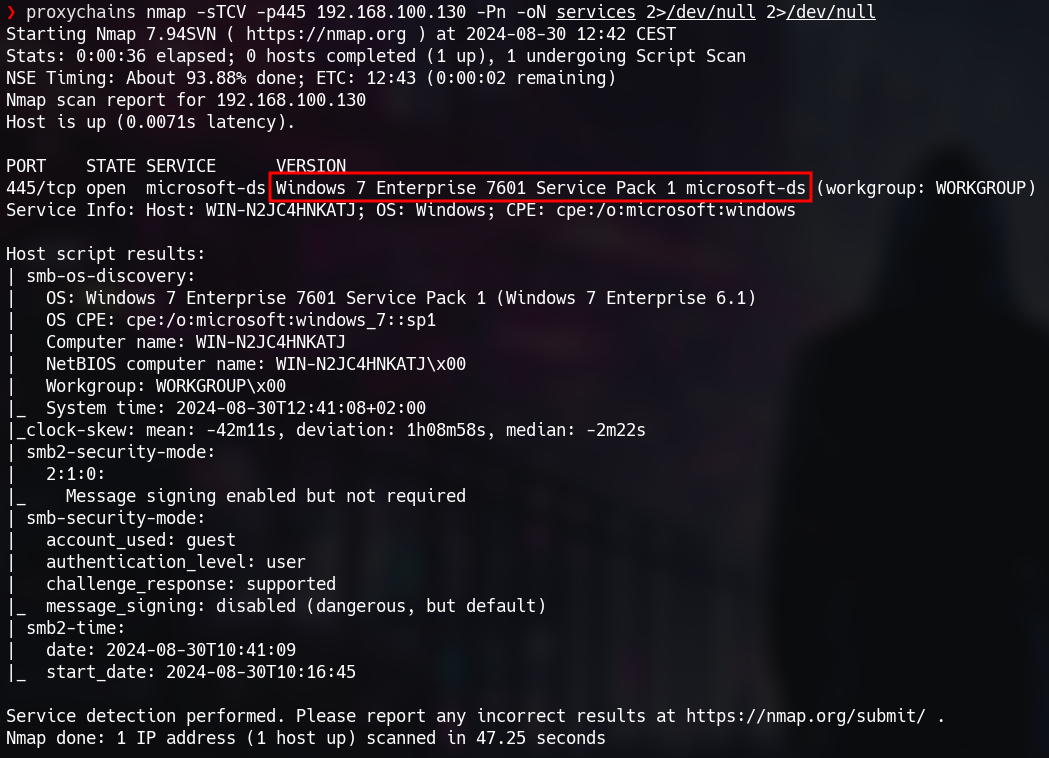 ❯ proxychains nmap -sTCV -p445 192.168.100.130 -Pn -oN services 2>/dev/null 2>/dev/null
Starting Nmap 7.94SVN ( https://nmap.org ) at 2024-08-30 12:42 CEST
Stats: 0:00:36 elapsed; 0 hosts completed (1 up), 1 undergoing Script Scan
NSE Timing: About 93.88% done; ETC: 12:43 (0:00:02 remaining)
Nmap scan report for 192.168.100.130
Host is up (0.0071s latency).

PORT    STATE SERVICE      VERSION
445/tcp open  microsoft-ds Windows 7 Enterprise 7601 Service Pack 1 microsoft-ds (workgroup: WORKGROUP)
Service Info: Host: WIN-N2JC4HNKATJ; OS: Windows; CPE: cpe:/o:microsoft:windows

Host script results:
| smb-os-discovery:
|   OS: Windows 7 Enterprise 7601 Service Pack 1 (Windows 7 Enterprise 6.1)
|   OS CPE: cpe:/o:microsoft:windows_7::sp1
|   Computer name: WIN-N2JC4HNKATJ
|   NetBIOS computer name: WIN-N2JC4HNKATJ\x00
|   Workgroup: WORKGROUP\x00
|_  System time: 2024-08-30T12:41:08+02:00
|_clock-skew: mean: -42m11s, deviation: 1h08m58s, median: -2m22s
| smb2-security-mode:
|   2:1:0:
|_    Message signing enabled but not required
| smb-security-mode:
|   account_used: guest
|   authentication_level: user
|   challenge_response: supported
|_  message_signing: disabled (dangerous, but default)
| smb2-time:
|   date: 2024-08-30T10:41:09
|_  start_date: 2024-08-30T10:16:45

Service detection performed. Please report any incorrect results at https://nmap.org/submit/ .
Nmap done: 1 IP address (1 host up) scanned in 47.25 seconds